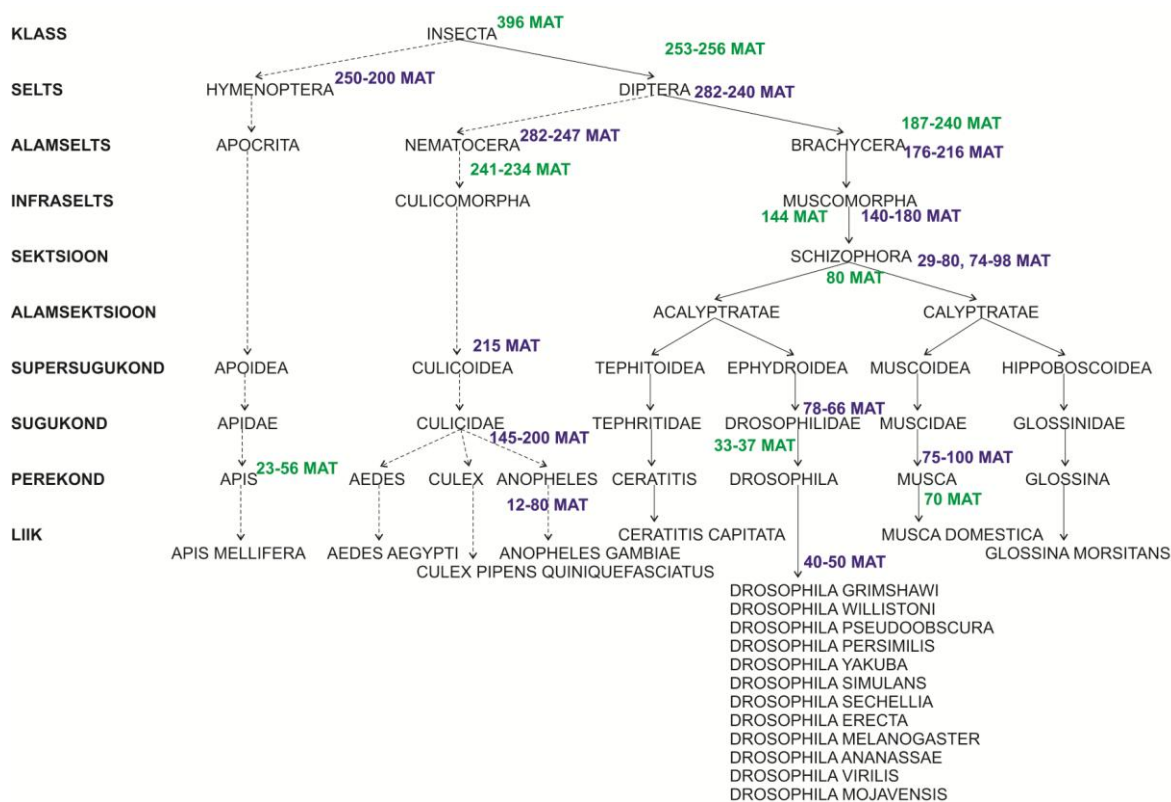 KLASS INSECTA 396 MAT
253-256 MAT
SELTS HYMENOPTERA 250-200 MAT DIPTERA 282-240 MAT
187-240 MAT
ALAMSELTS APOCRITA NEMATOCERA 282-247 MAT BRACHYCERA 176-216 MAT
241-234 MAT
INFRASELTS CULICOMORPHA MUSCOMORPHA
144 MAT 140-180 MAT
SEKTSIOON SCHIZOPHORA 29-80, 74-98 MAT
80 MAT
ALAMSEKTSIOON ACALYPTRATAE CALYPTRATAE
215 MAT
SUPERSUGUKOND APOIDEA CULICOIDEA TEPHITOIDEA EPHYDROIDEA MUSCOIDEA HIPPOBOSCOIDEA
78-66 MAT
SUGUKOND APIDAE CULICIDAE TEPHRITIDAE DROSOPHILIDAE MUSCIDAE GLOSSINIDAE
145-200 MAT 33-37 MAT
23-56 MAT 75-100 MAT
PEREKOND APIS AEDES CULEX ANOPHELES CERATITIS DROSOPHILA MUSCA GLOSSINA
12-80 MAT 70 MAT
LIIK CERATITIS CAPITATA MUSCA DOMESTICA
APIS MELLIFERA AEDES AEGYPTI ANOPHELES GAMBIAE GLOSSINA MORSITANS
CULEX PIPENS QUINIQUEFASCIATUS
40-50 MAT
DROSOPHILA GRIMSHAWI
DROSOPHILA WILLISTONI
DROSOPHILA PSEUDOOBSCURA
DROSOPHILA PERSIMILIS
DROSOPHILA YAKUBA
DROSOPHILA SIMULANS
DROSOPHILA SECHELLIA
DROSOPHILA ERECTA
DROSOPHILA MELANOGASTER
DROSOPHILA ANANASSAE
DROSOPHILA VIRILIS
DROSOPHILA MOJAVENSIS